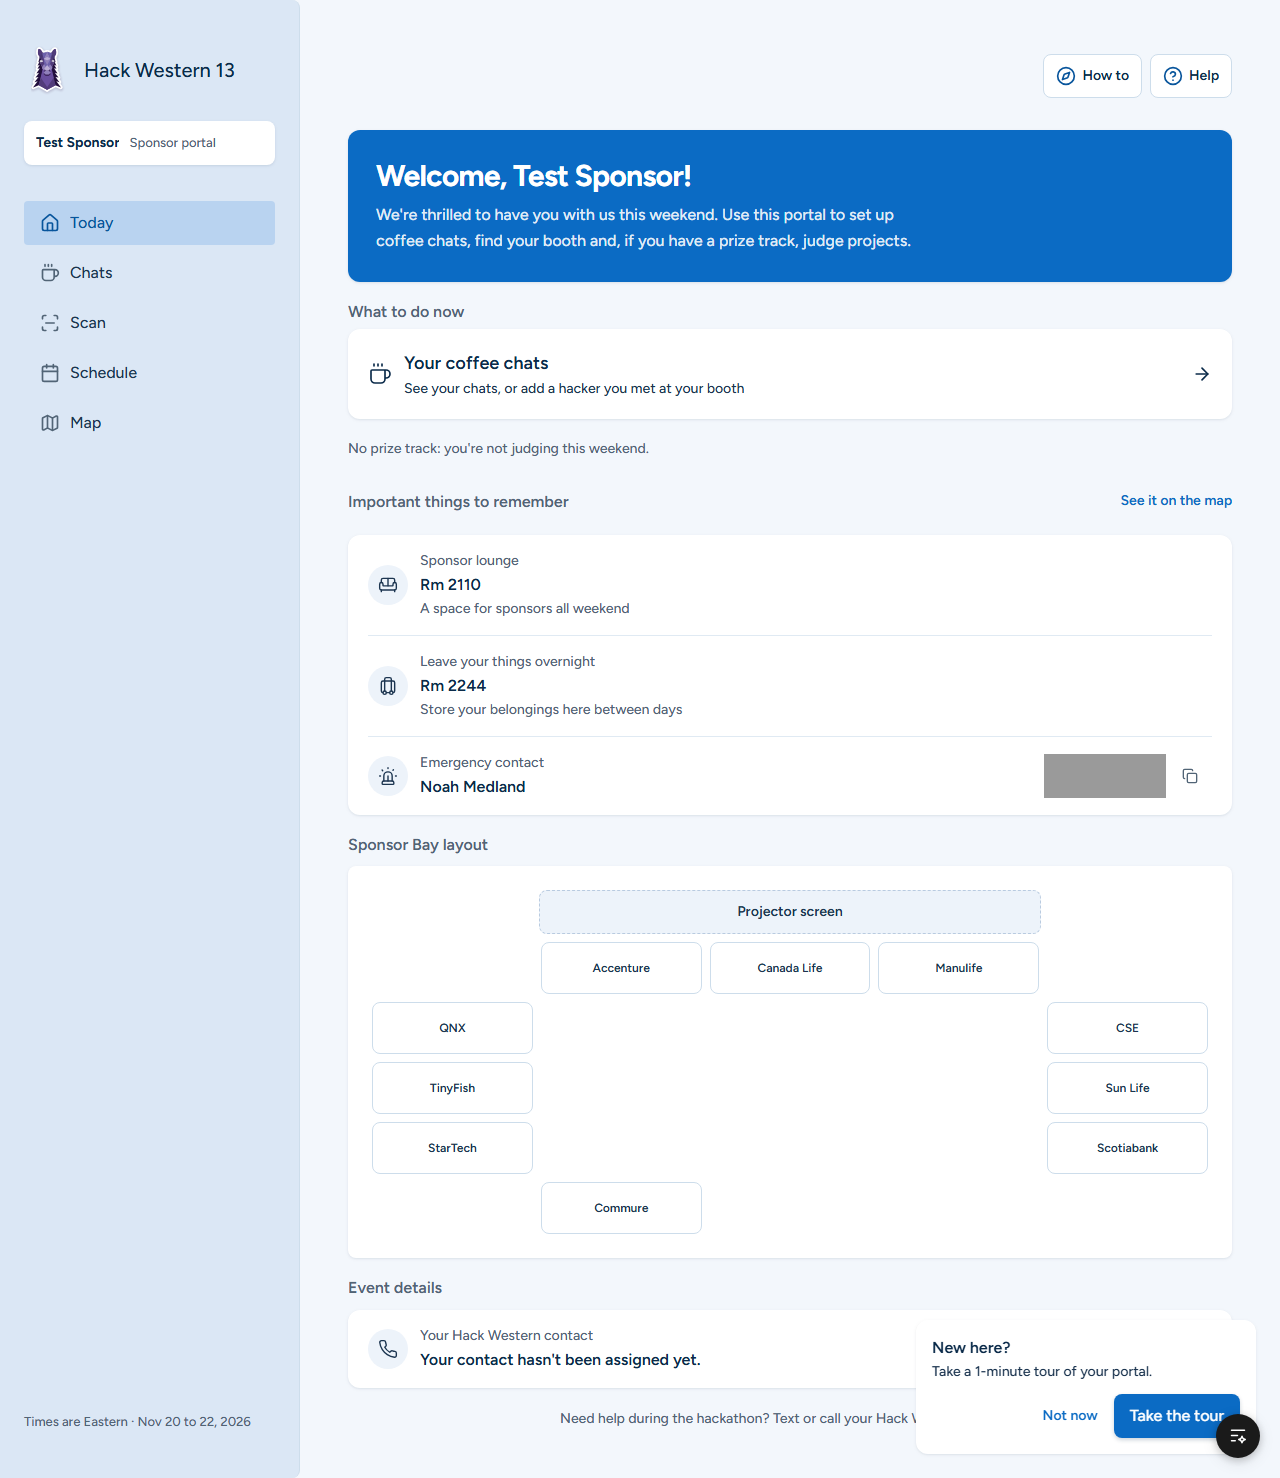 Hack Western 13
Test Sponsor Sponsor portal
Today
Chats
Scan
Schedule
Map
Times are Eastern · Nov 20 to 22, 2026
How to
Help
Welcome, Test Sponsor!
We're thrilled to have you with us this weekend. Use this portal to set up
coffee chats, find your booth and, if you have a prize track, judge projects.
What to do now
Your coffee chats
See your chats, or add a hacker you met at your booth
No prize track: you're not judging this weekend.
Important things to remember
See it on the map
Sponsor lounge
Rm 2110
A space for sponsors all weekend
Leave your things overnight
Rm 2244
Store your belongings here between days
Emergency contact
Noah Medland
Sponsor Bay layout
Projector screen
Accenture
Canada Life
Manulife
QNX
CSE
TinyFish
Sun Life
StarTech
Scotiabank
Commure
Event details
Your Hack Western contact
Your contact hasn't been assigned yet.
Need help during the hackathon? Text or call your Hack
New here?
Take a 1-minute tour of your portal.
Not now
Take the tour